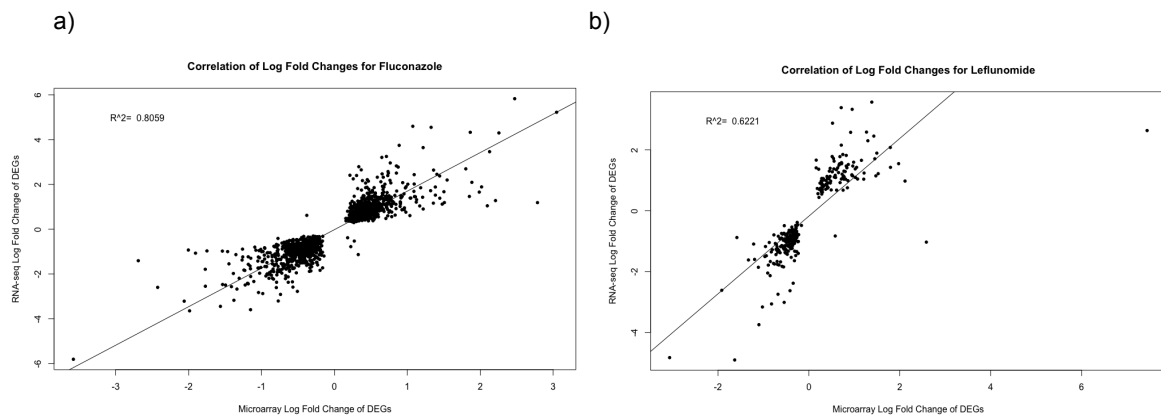 a)
Correlation of Log Fold Changes for Fluconazole
R^2= 0.8059
RNA-seq Log Fold Change of DEGs
6
4
2
0
-2
-4
-6
-3
-2
-1
0
1
2
3
Microarray Log Fold Change of DEGs
b)
Correlation of Log Fold Changes for Leflunomide
R^2= 0.6221
RNA-seq Log Fold Change of DEGs
2
0
-2
-4
-2
0
2
4
6
Microarray Log Fold Change of DEGs